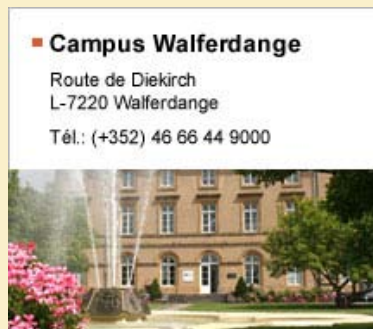 Campus Walferdange
Route de Diekirch
L-7220 Walferdange
Tél.: (+352) 46 66 44 9000